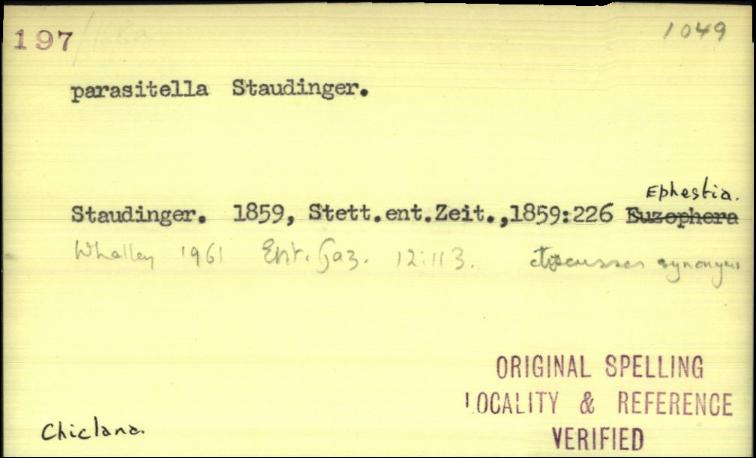 197
1049
parasitella Staudinger.
Ephestia.
Staudinger. 1859, Stett.ent.Zeit.,1859:226 Euzophera
Whalley 1961 Ent. Gaz. 12:113. discusses synonyms
ORIGINAL SPELLING
LOCALITY & REFERENCE
VERIFIED
Chiclana.